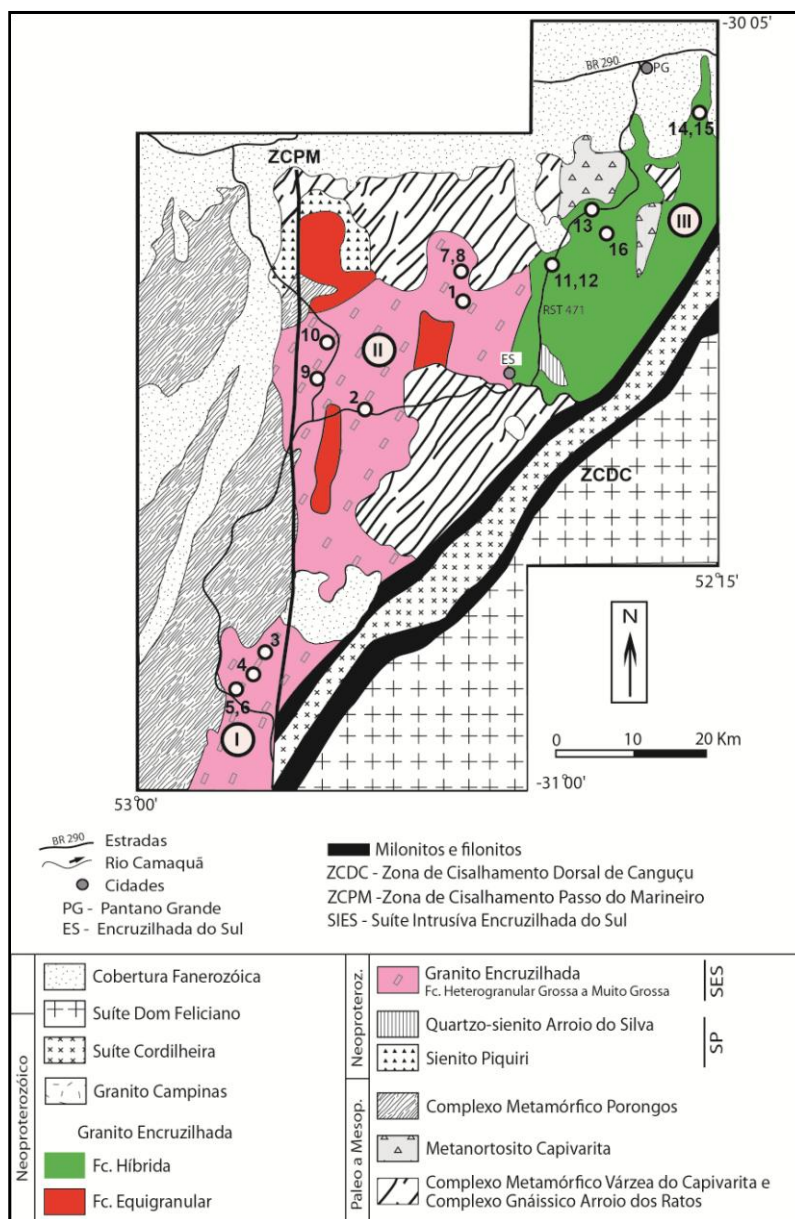 -30 05'
BR 290
PG
14,15
ZCPM
13
III
16
7,8
11,12
1
RST 471
10
II
ES
9
2
ZCDC
52°15'
3
N
4
5,6
I
0 10 20 Km
-31°00'
53°00'
BR 290 Estradas
Rio Camaquã
Cidades
PG - Pantano Grande
ES - Encruzilhada do Sul
Milonitos e filonitos
ZCDC - Zona de Cisalhamento Dorsal de Canguçu
ZCPM -Zona de Cisalhamento Passo do Marineiro
SIES - Suíte Intrusíva Encruzilhada do Sul
Neoproterozóico
Cobertura Fanerozóica
Suíte Dom Feliciano
Suíte Cordilheira
Granito Campinas
Granito Encruzilhada
Fc. Híbrida
Fc. Equigranular
Neoproteroz.
Granito Encruzilhada
Fc. Heterogranular Grossa a Muito Grossa
SES
Quartzo-sienito Arroio do Silva
Sienito Piquiri
SP
Paleo a Mesop.
Complexo Metamórfico Porongos
Metanortosito Capivarita
Complexo Metamórfico Várzea do Capivarita e
Complexo Gnáissico Arroio dos Ratos